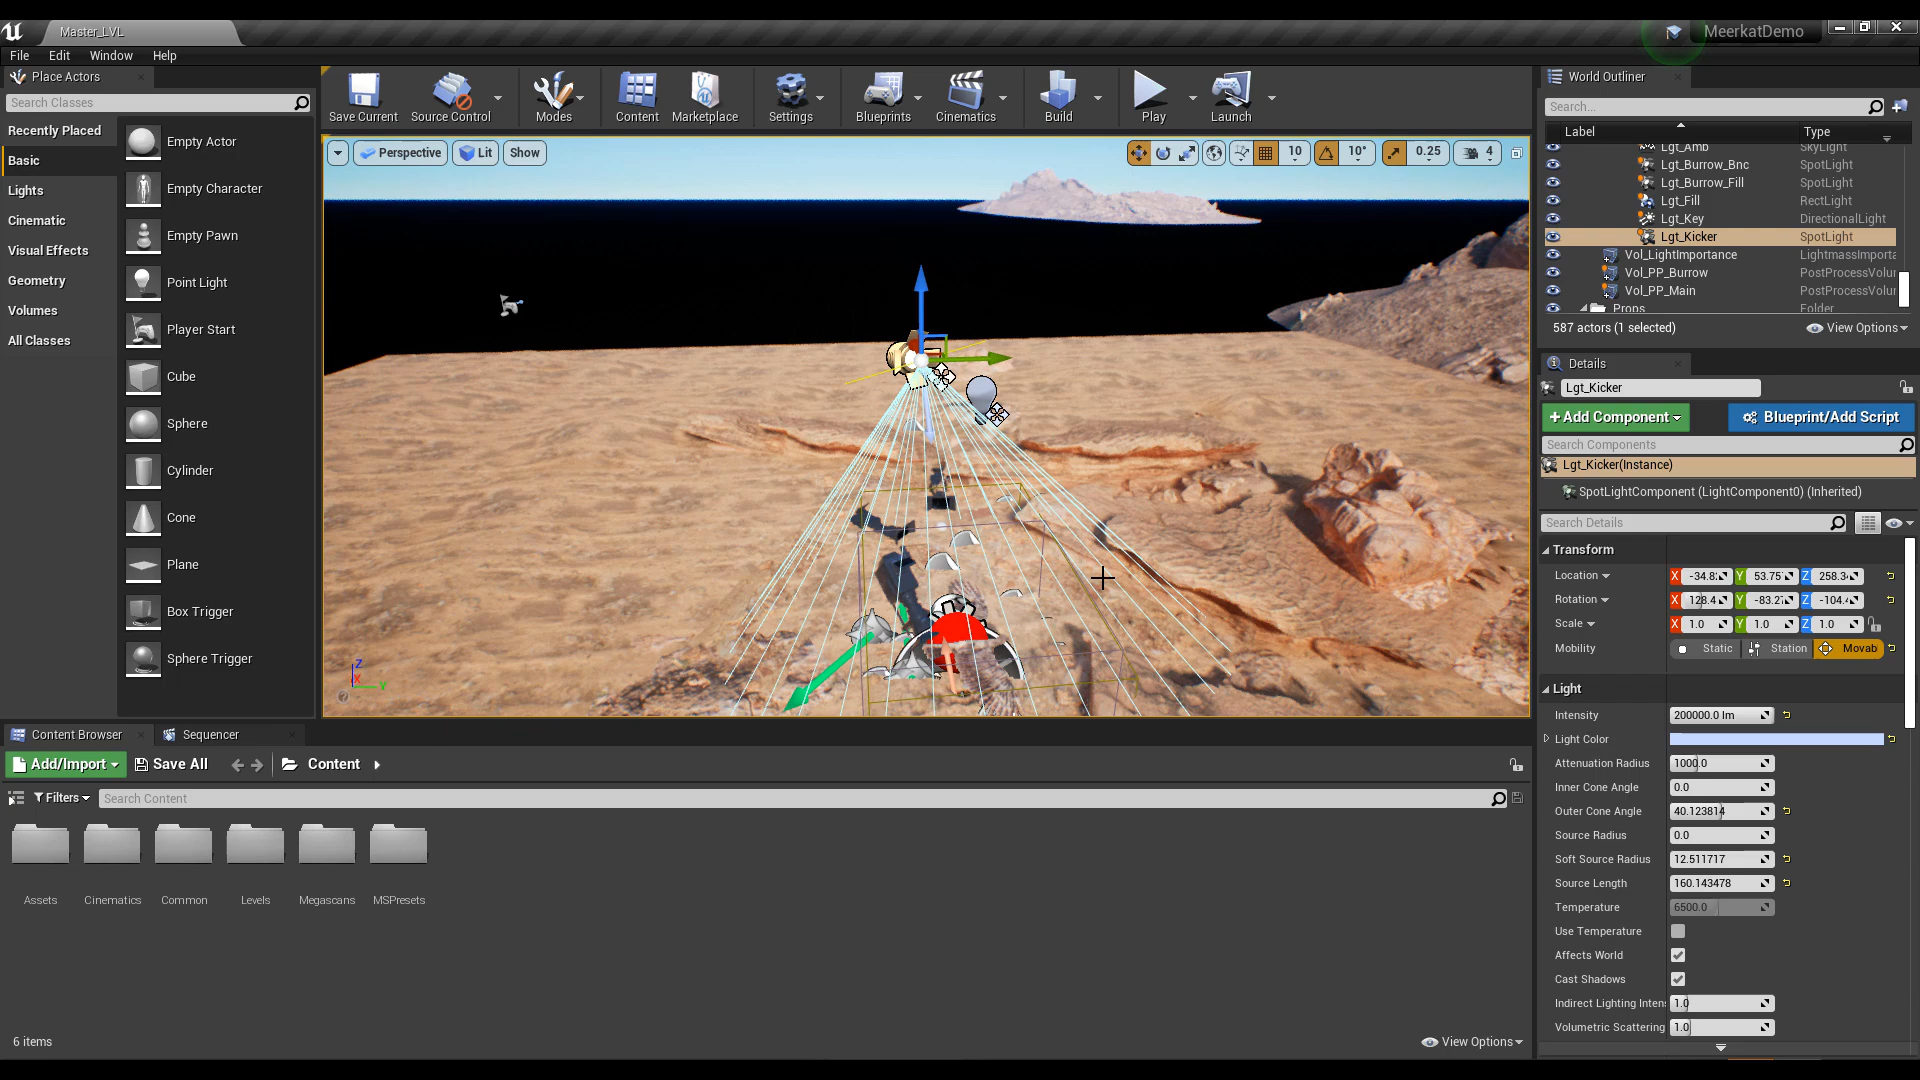 Master_LVL
MeerkatDemo
File Edit Window Help
Place Actors
Search Classes
Recently Placed
Basic
Lights
Cinematic
Visual Effects
Geometry
Volumes
All Classes
Empty Actor
Empty Character
Empty Pawn
Point Light
Player Start
Cube
Sphere
Cylinder
Cone
Plane
Box Trigger
Sphere Trigger
Save Current Source Control Modes Content Marketplace Settings Blueprints Cinematics Build Play Launch
Perspective Lit Show 10 10° 0.25 4
Z
X
Y
World Outliner
Search...
Label Type
Lgt_Amb SkyLight
Lgt_Burrow_Bnc SpotLight
Lgt_Burrow_Fill SpotLight
Lgt_Fill RectLight
Lgt_Key DirectionalLight
Lgt_Kicker SpotLight
Vol_LightImportance LightmassImporta
Vol_PP_Burrow PostProcessVolur
Vol_PP_Main PostProcessVolur
Props Folder
587 actors (1 selected) View Options
Details
Lgt_Kicker
+Add Component Blueprint/Add Script
Search Components
Lgt_Kicker(Instance)
SpotLightComponent (LightComponent0) (Inherited)
Search Details
Transform
Location X -34.8 Y 53.75 Z 258.3
Rotation X 128.4 Y -83.27 Z -104.4
Scale X 1.0 Y 1.0 Z 1.0
Mobility Static Station Movab
Light
Intensity 200000.0 lm
Light Color
Attenuation Radius 1000.0
Inner Cone Angle 0.0
Outer Cone Angle 40.123814
Source Radius 0.0
Soft Source Radius 12.511717
Source Length 160.143478
Temperature 6500.0
Use Temperature
Affects World
Cast Shadows
Indirect Lighting Inten 1.0
Volumetric Scattering 1.0
Content Browser Sequencer
Add/Import Save All Content
Filters Search Content
Assets Cinematics Common Levels Megascans MSPresets
6 items View Options